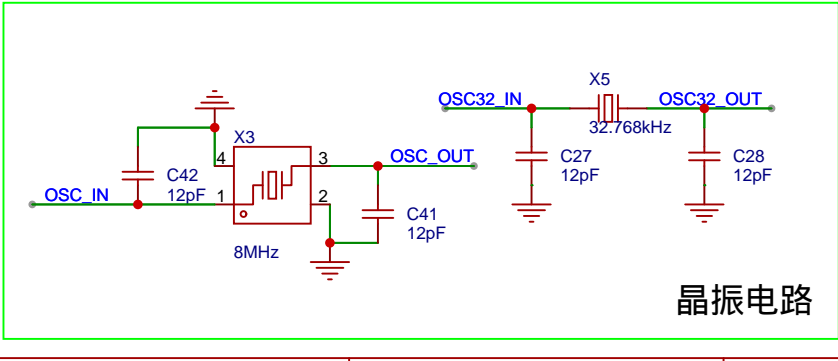 X5
OSC32_IN
OSC32_OUT
32.768kHz
X3
4
3
OSC_OUT
C27
12pF
C28
12pF
C42
12pF
OSC_IN
1
2
C41
12pF
8MHz
晶振电路